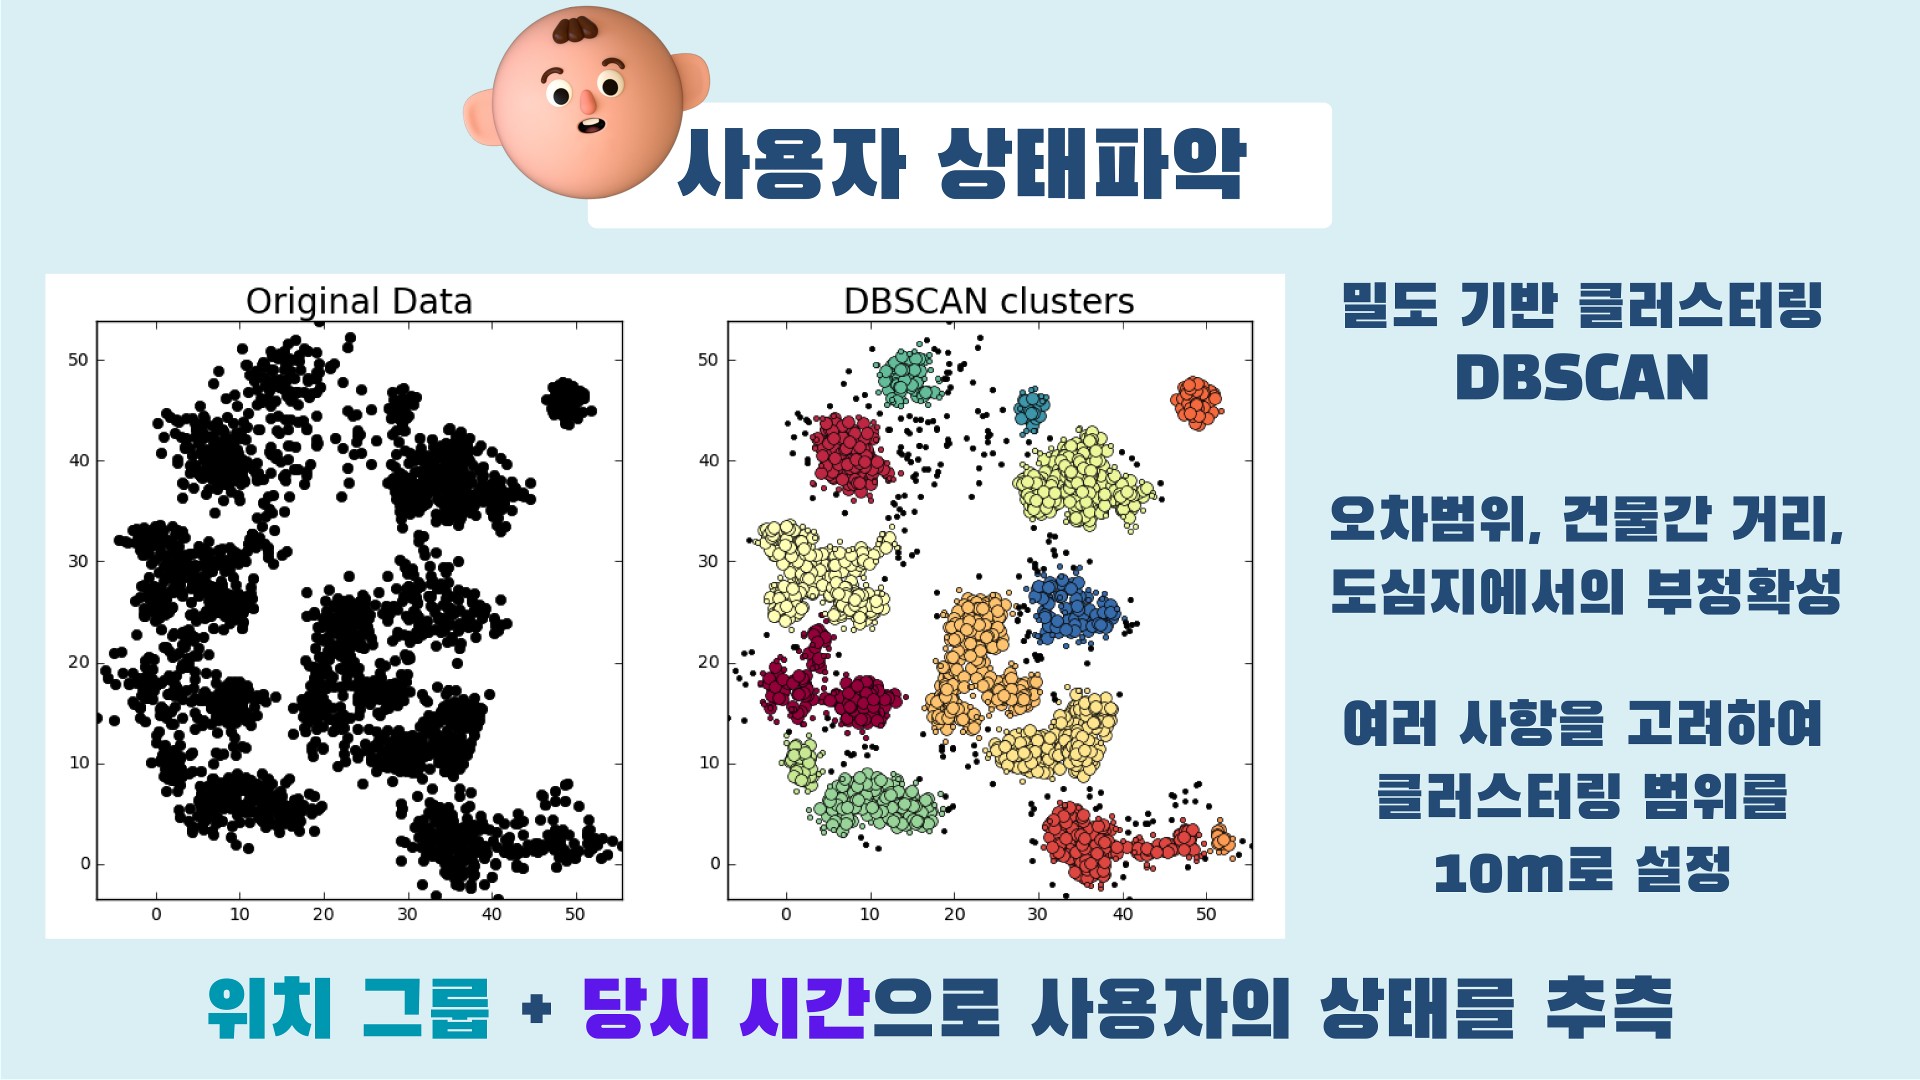 사용자 상태파악
Original Data
50
40
30
20
10
0
0 10 20 30 40 50
DBSCAN clusters
50
40
30
20
10
0
0 10 20 30 40 50
밀도 기반 클러스터링
DBSCAN
오차범위, 건물간 거리,
도심지에서의 부정확성
여러 사항을 고려하여
클러스터링 범위를
10m로 설정
위치 그룹 + 당시 시간으로 사용자의 상태를 추측